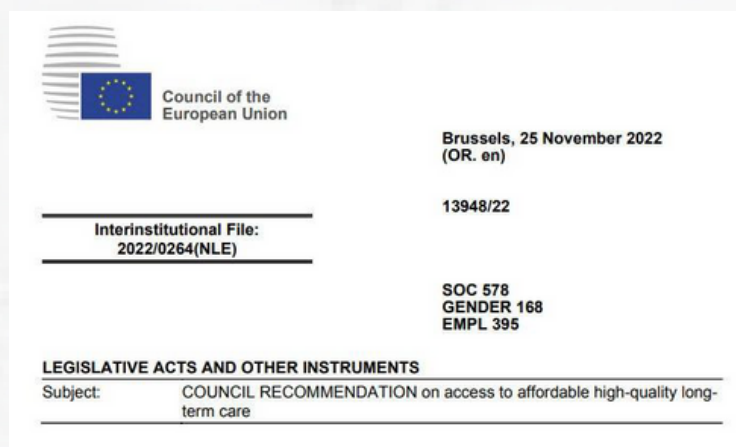 Council of the
European Union
Brussels, 25 November 2022
(OR. en)
13948/22
Interinstitutional File:
2022/0264(NLE)
SOC 578
GENDER 168
EMPL 395
LEGISLATIVE ACTS AND OTHER INSTRUMENTS
Subject: COUNCIL RECOMMENDATION on access to affordable high-quality long-
term care